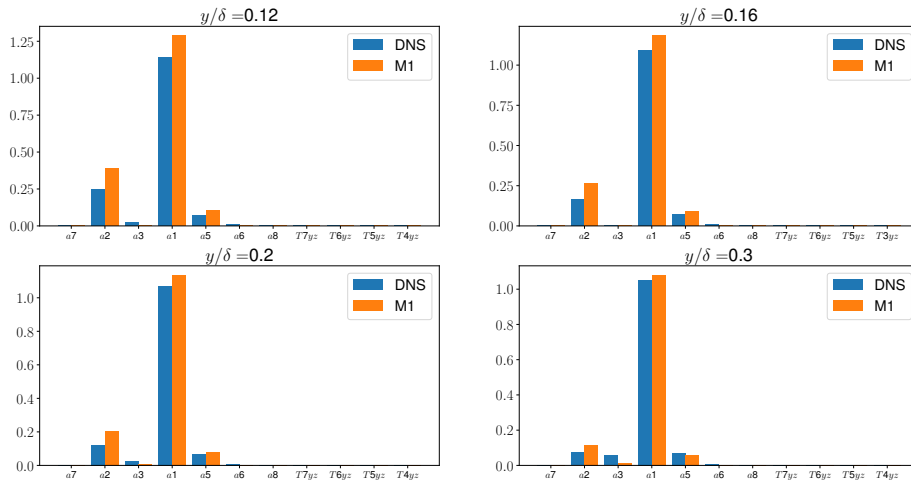 y/δ =0.12
1.25
1.00
0.75
0.50
0.25
0.00
DNS
M1
a7 a2 a3 a1 a5 a6 a8 T7yz T6yz T5yz T4yz
y/δ =0.16
1.00
0.75
0.50
0.25
0.00
DNS
M1
a7 a2 a3 a1 a5 a6 a8 T7yz T6yz T5yz T3yz
y/δ =0.2
1.0
0.8
0.6
0.4
0.2
0.0
DNS
M1
a7 a2 a3 a1 a5 a6 a8 T7yz T6yz T5yz T4yz
y/δ =0.3
1.0
0.8
0.6
0.4
0.2
0.0
DNS
M1
a7 a2 a3 a1 a5 a6 a8 T7yz T6yz T5yz T4yz